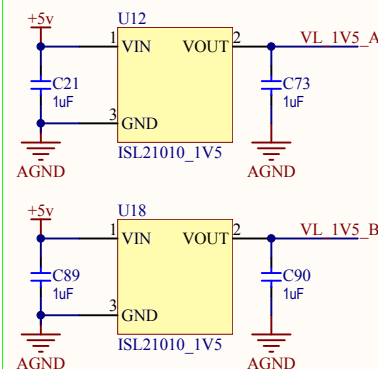 +5v
U12
1 VIN VOUT 2
VL_1V5_A
C21
1uF
C73
1uF
3 GND
ISL21010_1V5
AGND
AGND
+5v
U18
1 VIN VOUT 2
VL_1V5_B
C89
1uF
C90
1uF
3 GND
ISL21010_1V5
AGND
AGND